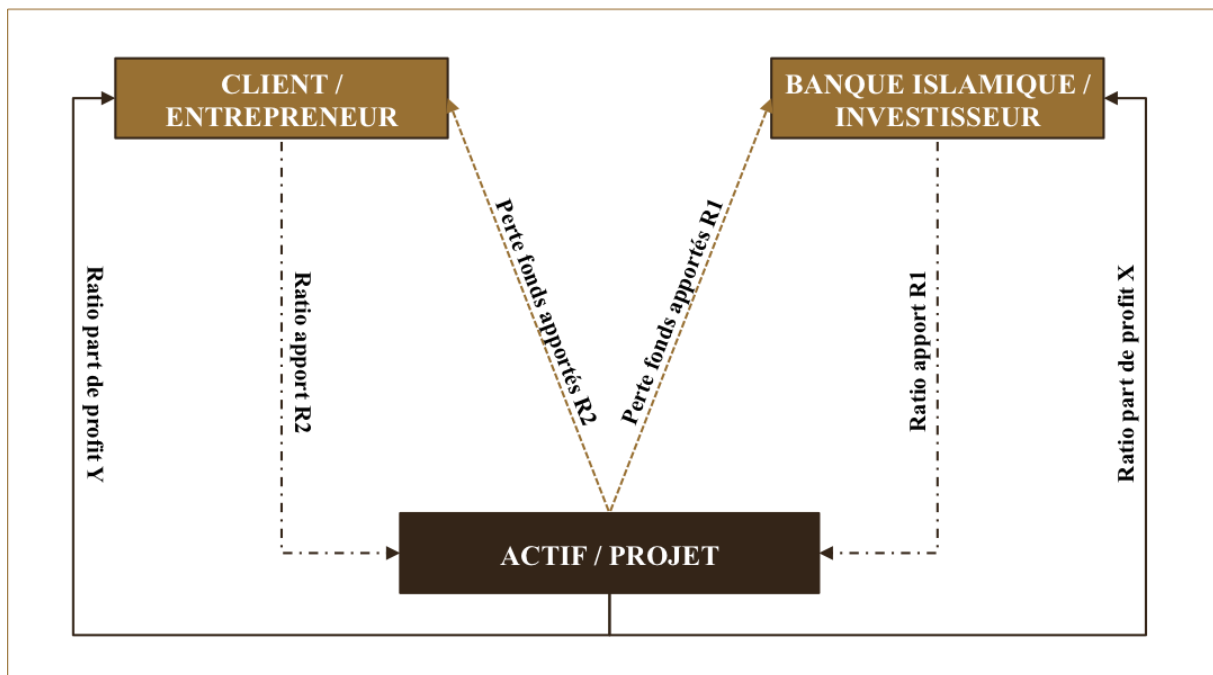 CLIENT /
ENTREPRENEUR
BANQUE ISLAMIQUE /
INVESTISSEUR
Ratio part de profit Y
Ratio apport R2
Perte fonds apportés R2
Perte fonds apportés R1
Ratio apport R1
Ratio part de profit X
ACTIF / PROJET